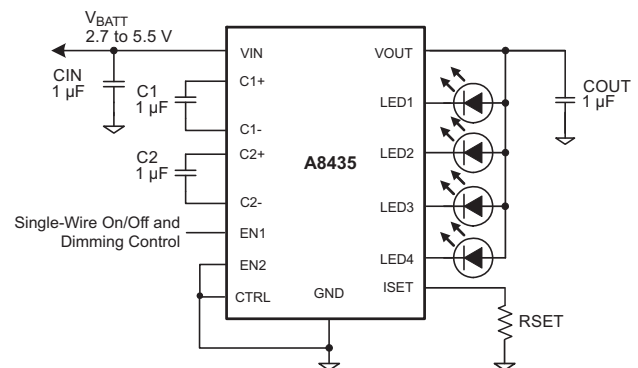 VBATT
2.7 to 5.5 V
CIN
1 µF
C1
1 µF
C2
1 µF
Single-Wire On/Off and
Dimming Control
VIN
C1+
C1-
C2+
C2-
EN1
EN2
CTRL
A8435
GND
VOUT
LED1
LED2
LED3
LED4
ISET
COUT
1 µF
RSET